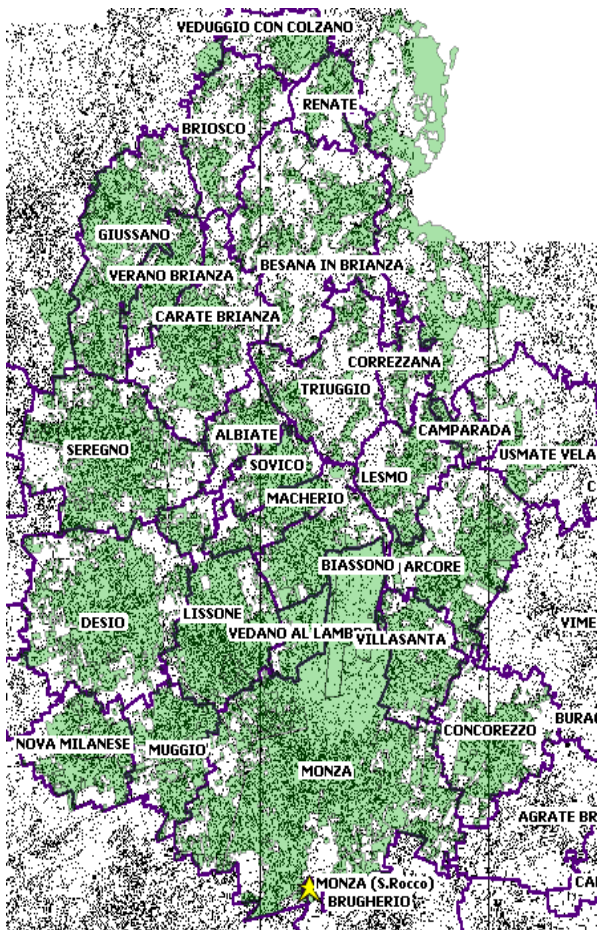 VEDUGGIO CON COLZANO
RENATE
BRIOSCO
GIUSSANO
BESANA IN BRIANZA
VERANO BRIANZA
CARATE BRIANZA
CORREZZANA
TRIUGGIO
ALBIATE
CAMPARADA
SEREGNO
USMATE VELA
SOVICO
LESMO
C
MACHERIO
BIASSONO
ARCORE
LISSONE
DESIO
VIME
VEDANO AL LAMBR
VILLASANTA
BURAG
CONCOREZZO
NOVA MILANESE
MUGGIO
MONZA
AGRATE BR
MONZA (S.Rocco)
CA
BRUGHERIO